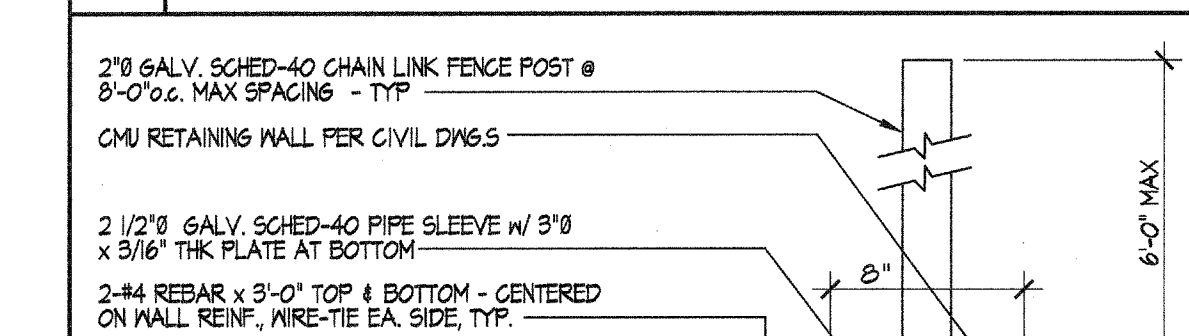 2"Ø GALV. SCHED-40 CHAIN LINK FENCE POST @
8'-0"o.c. MAX SPACING - TYP
CMU RETAINING WALL PER CIVIL DWG.S
2 1/2"Ø GALV. SCHED-40 PIPE SLEEVE w/ 3"Ø
x 3/16" THK PLATE AT BOTTOM
2-#4 REBAR x 3'-0" TOP & BOTTOM - CENTERED
ON WALL REINF., WIRE-TIE EA. SIDE, TYP.
8"
6'-0" MAX